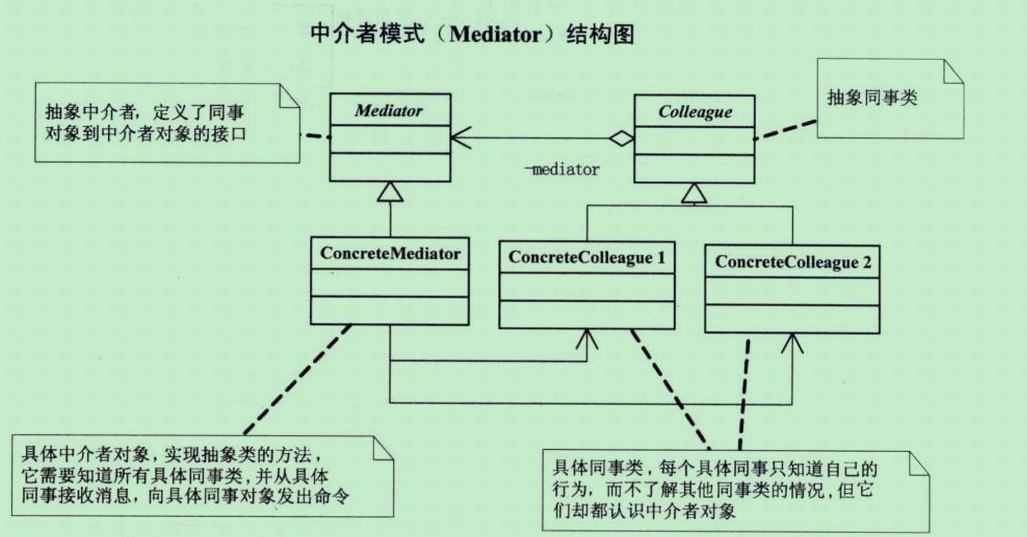 中介者模式（Mediator）结构图
抽象中介者，定义了同事
对象到中介者对象的接口
Mediator
Colleague
抽象同事类
-mediator
ConcreteMediator
ConcreteColleague 1
ConcreteColleague 2
具体中介者对象，实现抽象类的方法，
它需要知道所有具体同事类，并从具体
同事接收消息，向具体同事对象发出命令
具体同事类，每个具体同事只知道自己的
行为，而不了解其他同事类的情况，但它
们却都认识中介者对象